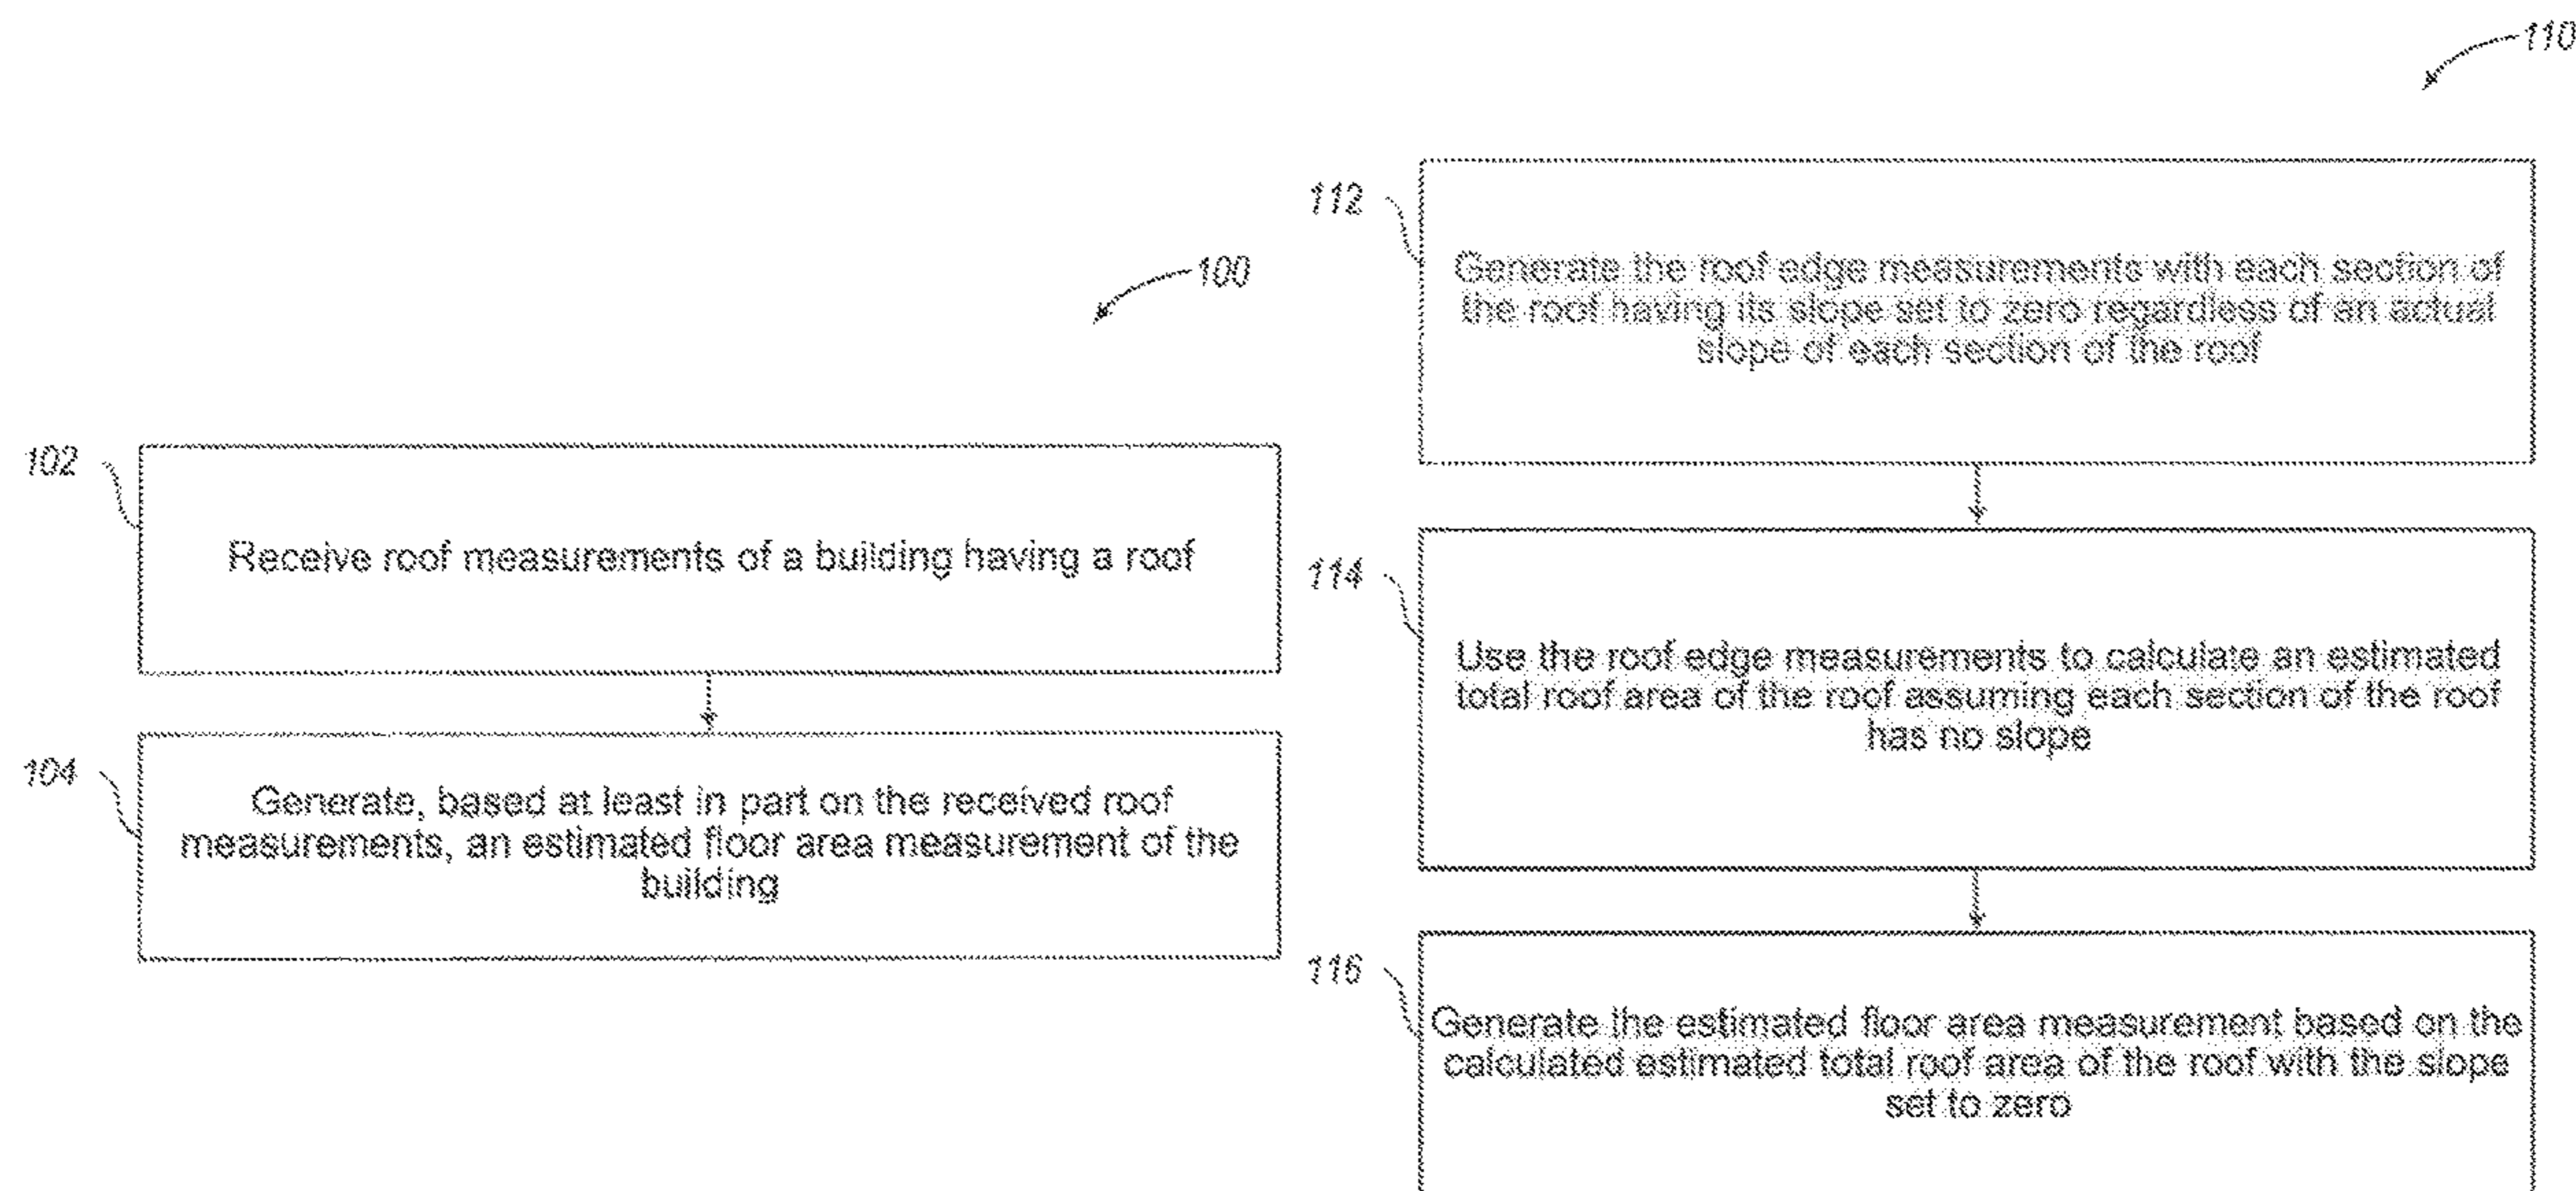 100
102
Receive roof measurements of a building having a roof
104
Generate, based at least in part on the received roof
measurements, an estimated floor area measurement of the
building
110
112
Generate the roof edge measurements with each section of
the roof having its slope set to zero regardless of an actual
slope of each section of the roof
114
Use the roof edge measurements to calculate an estimated
total roof area of the roof assuming each section of the roof
has no slope
116
Generate the estimated floor area measurement based on the
calculated estimated total roof area of the roof with the slope
set to zero